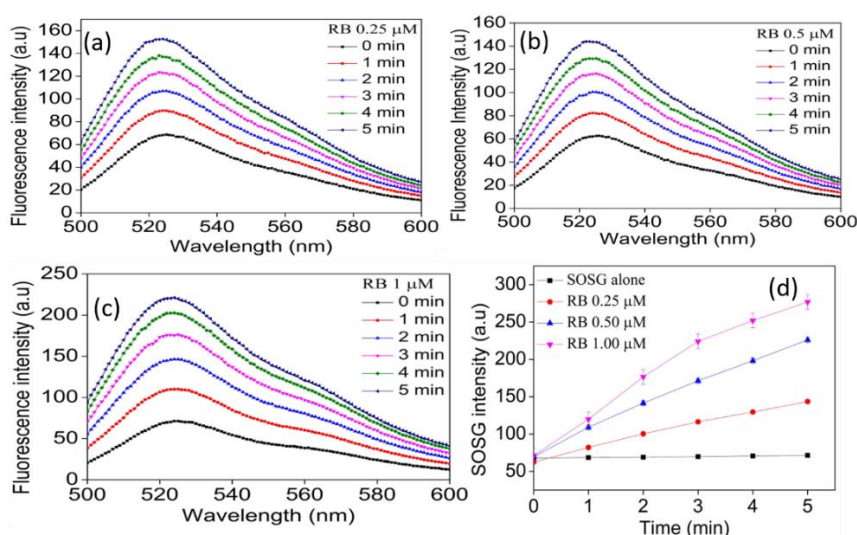 (a)
RB 0.25 μM
0 min
1 min
2 min
3 min
4 min
5 min
Fluorescence intensity (a.u)
160
140
120
100
80
60
40
20
0
500 520 540 560 580 600
Wavelength (nm)
(b)
RB 0.5 μM
0 min
1 min
2 min
3 min
4 min
5 min
Fluorescence Intensity (a.u)
160
140
120
100
80
60
40
20
0
500 520 540 560 580 600
Wavelength (nm)
(c)
RB 1 μM
0 min
1 min
2 min
3 min
4 min
5 min
Fluorescence intensity (a.u)
250
200
150
100
50
0
500 520 540 560 580 600
Wavelength (nm)
(d)
SOSG alone
RB 0.25 μM
RB 0.50 μM
RB 1.00 μM
SOSG intensity (a.u)
300
250
200
150
100
50
0 1 2 3 4 5
Time (min)